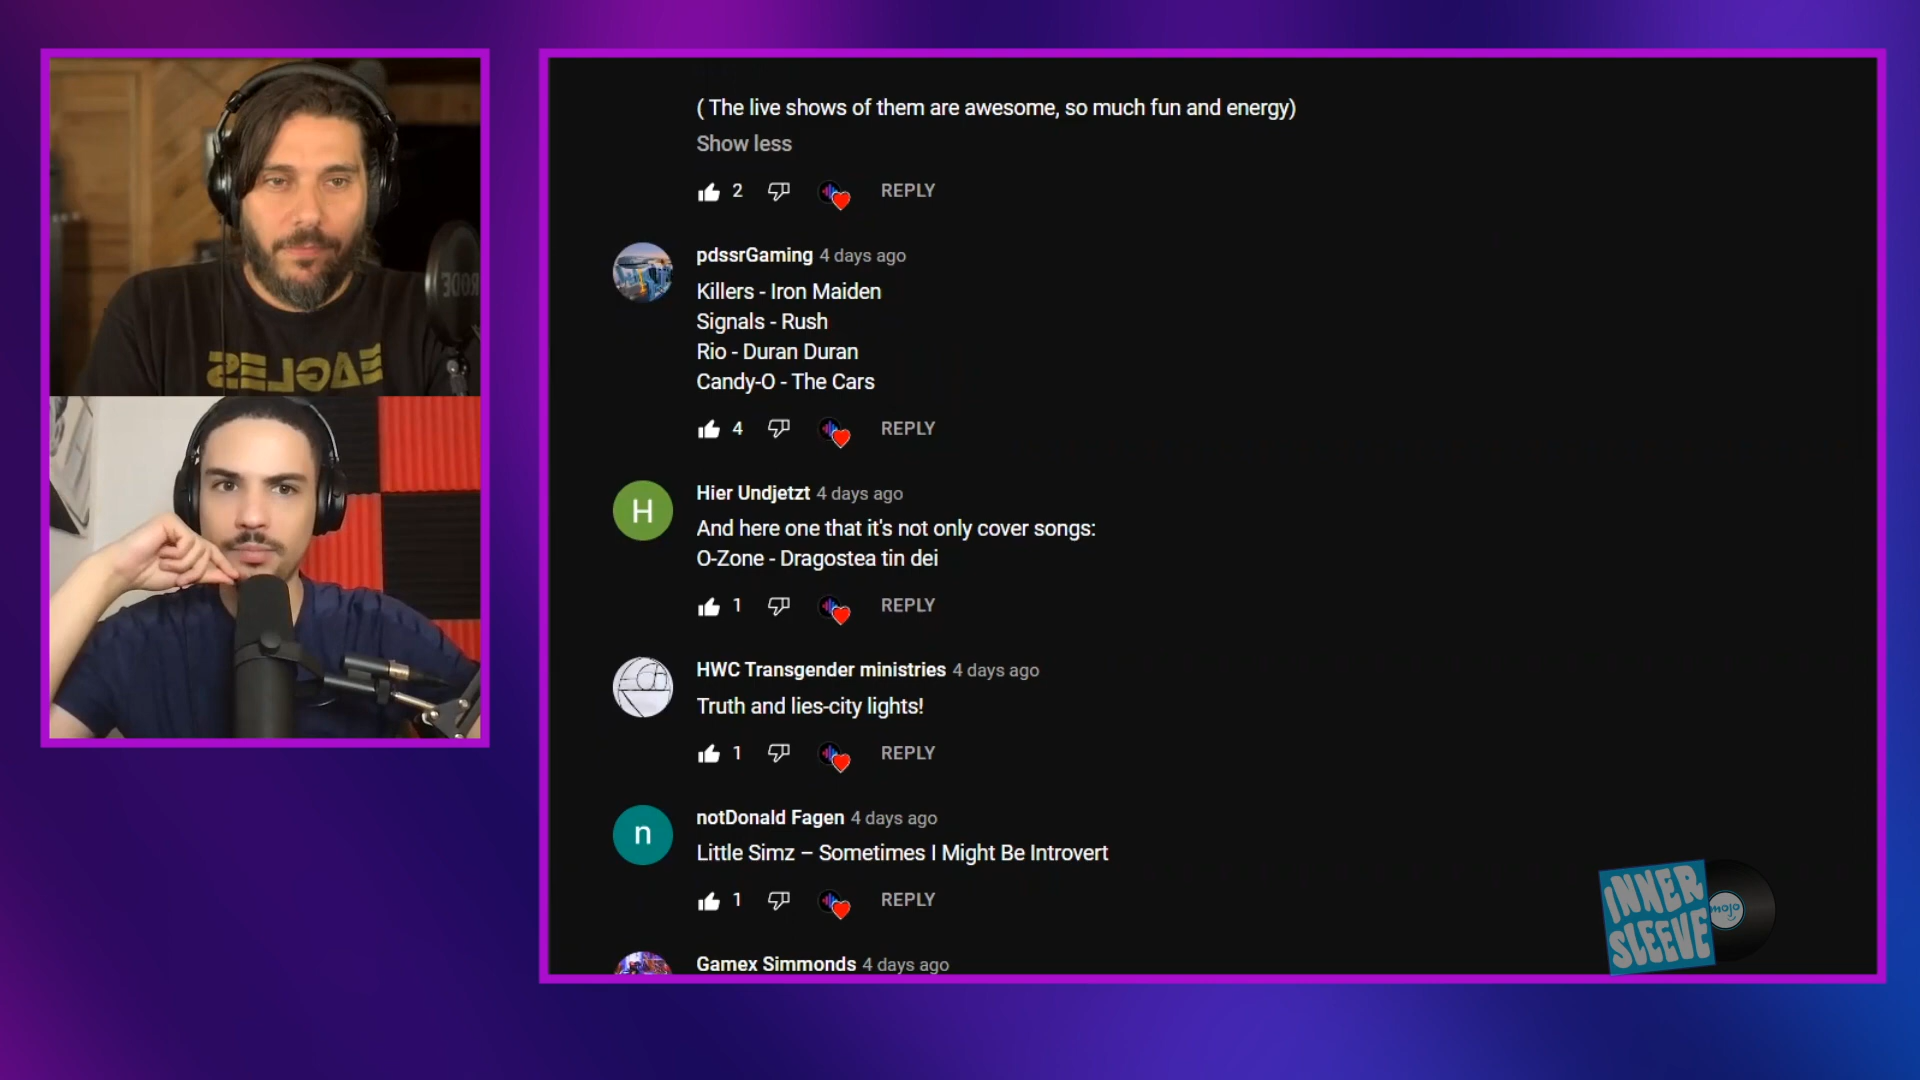 EAGLES
RODE
( The live shows of them are awesome, so much fun and energy)
Show less
2 REPLY
pdssrGaming 4 days ago
Killers - Iron Maiden
Signals - Rush
Rio - Duran Duran
Candy-O - The Cars
4 REPLY
H
Hier Undjetzt 4 days ago
And here one that it's not only cover songs:
O-Zone - Dragostea tin dei
1 REPLY
HWC Transgender ministries 4 days ago
Truth and lies-city lights!
1 REPLY
n
notDonald Fagen 4 days ago
Little Simz – Sometimes I Might Be Introvert
1 REPLY
Gamex Simmonds 4 days ago
INNER
SLEEVE
mojo